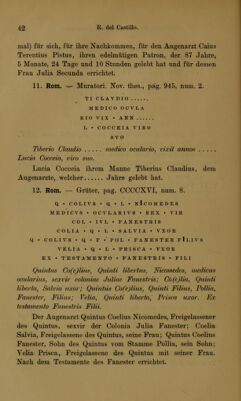 42 R. del Castillo.
mal) für sich, für ihre Nachkommen, für den Augenarzt Caius
Terentius Pistus, ihren edelmütigen Patron, der 87 Jahre,
5 Monate, 24 Tage und 10 Stunden gelebt hat und für dessen
Frau Julia Secunda errichtet.
11. Rom. — Muratori. Nov. thes., pag. 945, num. 2.
TI CLAVDIO .....
MEDICO OCVLA
RIO VIX • ANN .....
L • COCCEIA VIRO
SVO
Tiberio Claudio ..... medico oculario, vixit annos .....
Lucia Cocceia, viro suo.
Lucia Cocceia ihrem Manne Tiberius Claudius, dem
Augenarzte, welcher ..... Jahre gelebt hat.
12. Rom. — Grüter, pag. CCCCXVI, num. 8.
Q • COLIVS • Q • L • NICOMEDES
MEDICVS • OCVLARIVS • SEX • VIR
COL • IVL • FANESTRIS
COLIA • Q • L • SALVIA • VXOR
Q • COLIVS • Q • F • POL • FANESTER FILIVS
VELIA • Q • L • PRISCA • VXOR
EX • TESTAMENTO • FANESTRIS • FILI
Quintus Co(e)lius, Quinti libertus, Nicomedes, medicus
ocularius, sexvir coloniae Juliae Fanestris; Co(e)lia, Quinti
liberta, Salvia uxor; Quintius Co(e)lius, Quinti Filius, Pollia,
Fanester, Filius; Velia, Quinti liberta, Prisca uxor. Ex
testamento Fanestris Filii.
Der Augenarzt Quintus Coelius Nicomedes, Freigelassener
des Quintus, sexvir der Colonia Julia Fanester; Coelia
Salvia, Freigelassene des Quintus, seine Frau; Quintus Coelius
Fanester, Sohn des Quintus vom Stamme Pollia, sein Sohn;
Velia Prisca, Freigelassene des Quintus mit seiner Frau.
Nach dem Testamente des Fanester errichtet.